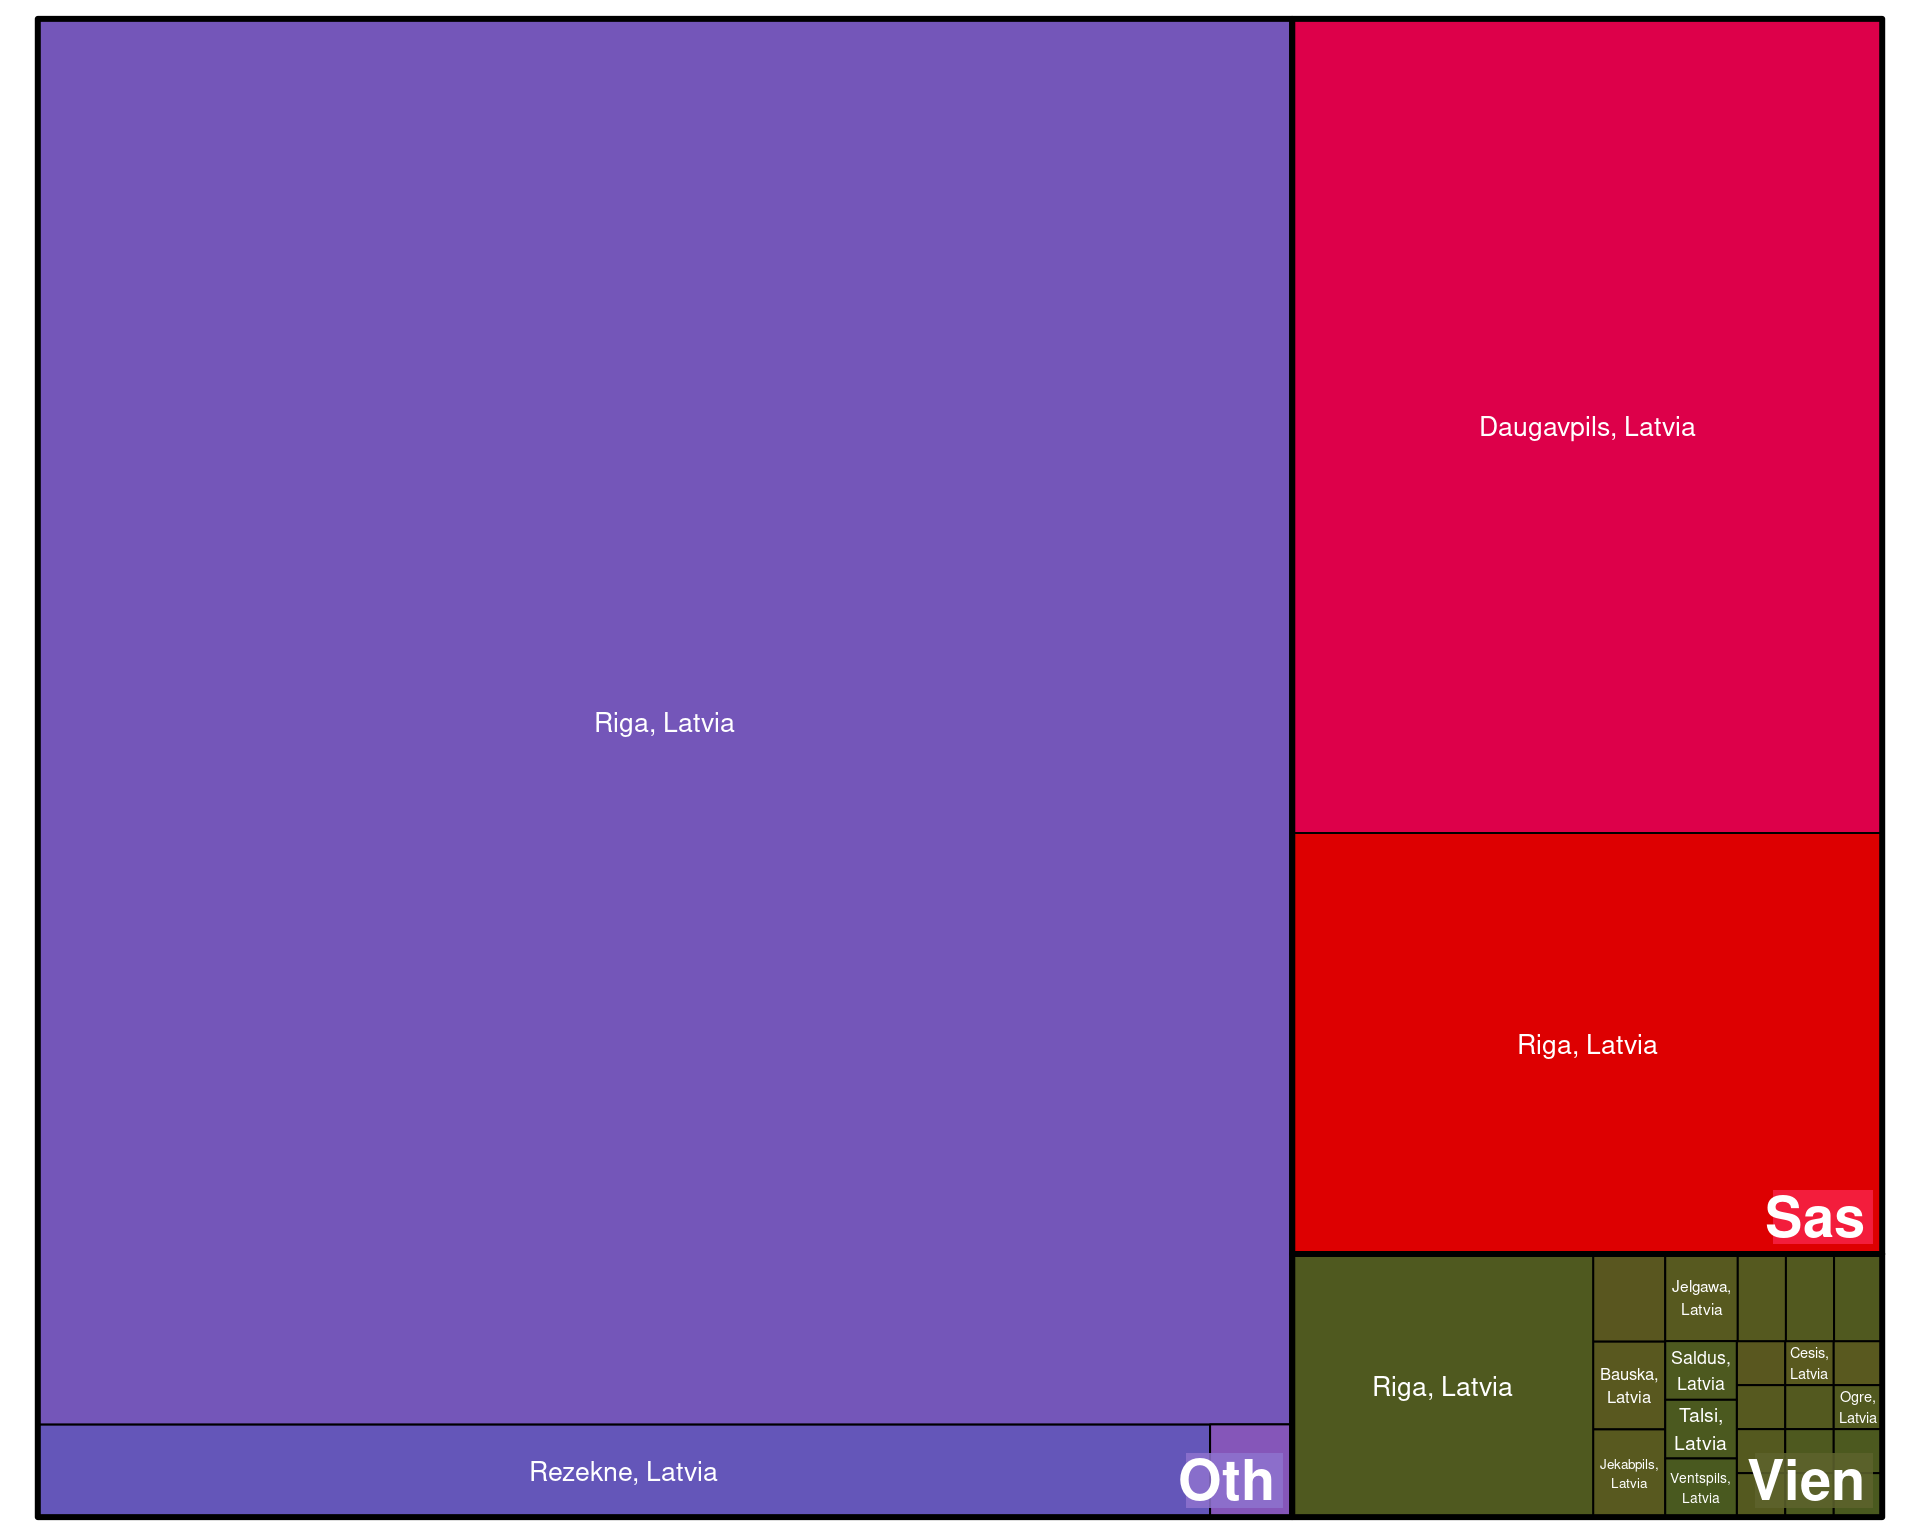 Riga, Latvia
Rezekne, Latvia
Oth
Daugavpils, Latvia
Riga, Latvia
Sas
Riga, Latvia
Bauska,
Latvia
Jekabpils,
Latvia
Jelgawa,
Latvia
Saldus,
Latvia
Talsi,
Latvia
Ventspils,
Latvia
Cesis,
Latvia
Ogre,
Latvia
Vien